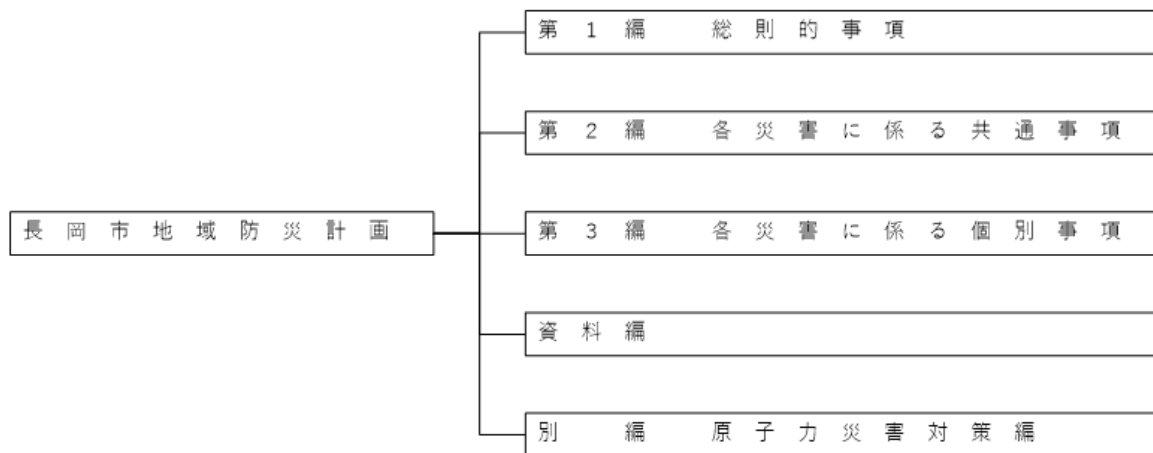 長岡市地域防災計画
第１編　総則的事項
第２編　各災害に係る共通事項
第３編　各災害に係る個別事項
資料編
別　編　原子力災害対策編